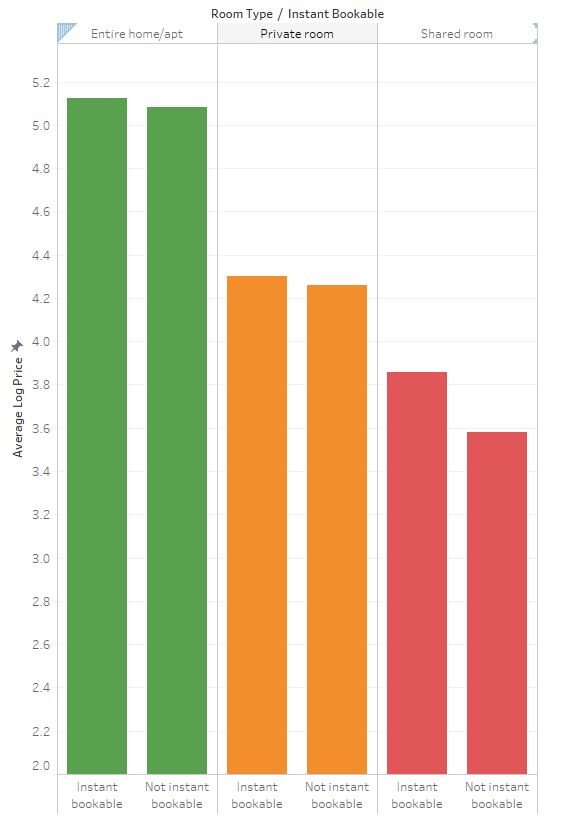 Room Type / Instant Bookable
Entire home/apt Private room Shared room
5.2
5.0
4.8
4.6
4.4
4.2
4.0
3.8
3.6
3.4
3.2
3.0
2.8
2.6
2.4
2.2
2.0
Average Log Price
Instant bookable
Not instant bookable
Instant bookable
Not instant bookable
Instant bookable
Not instant bookable